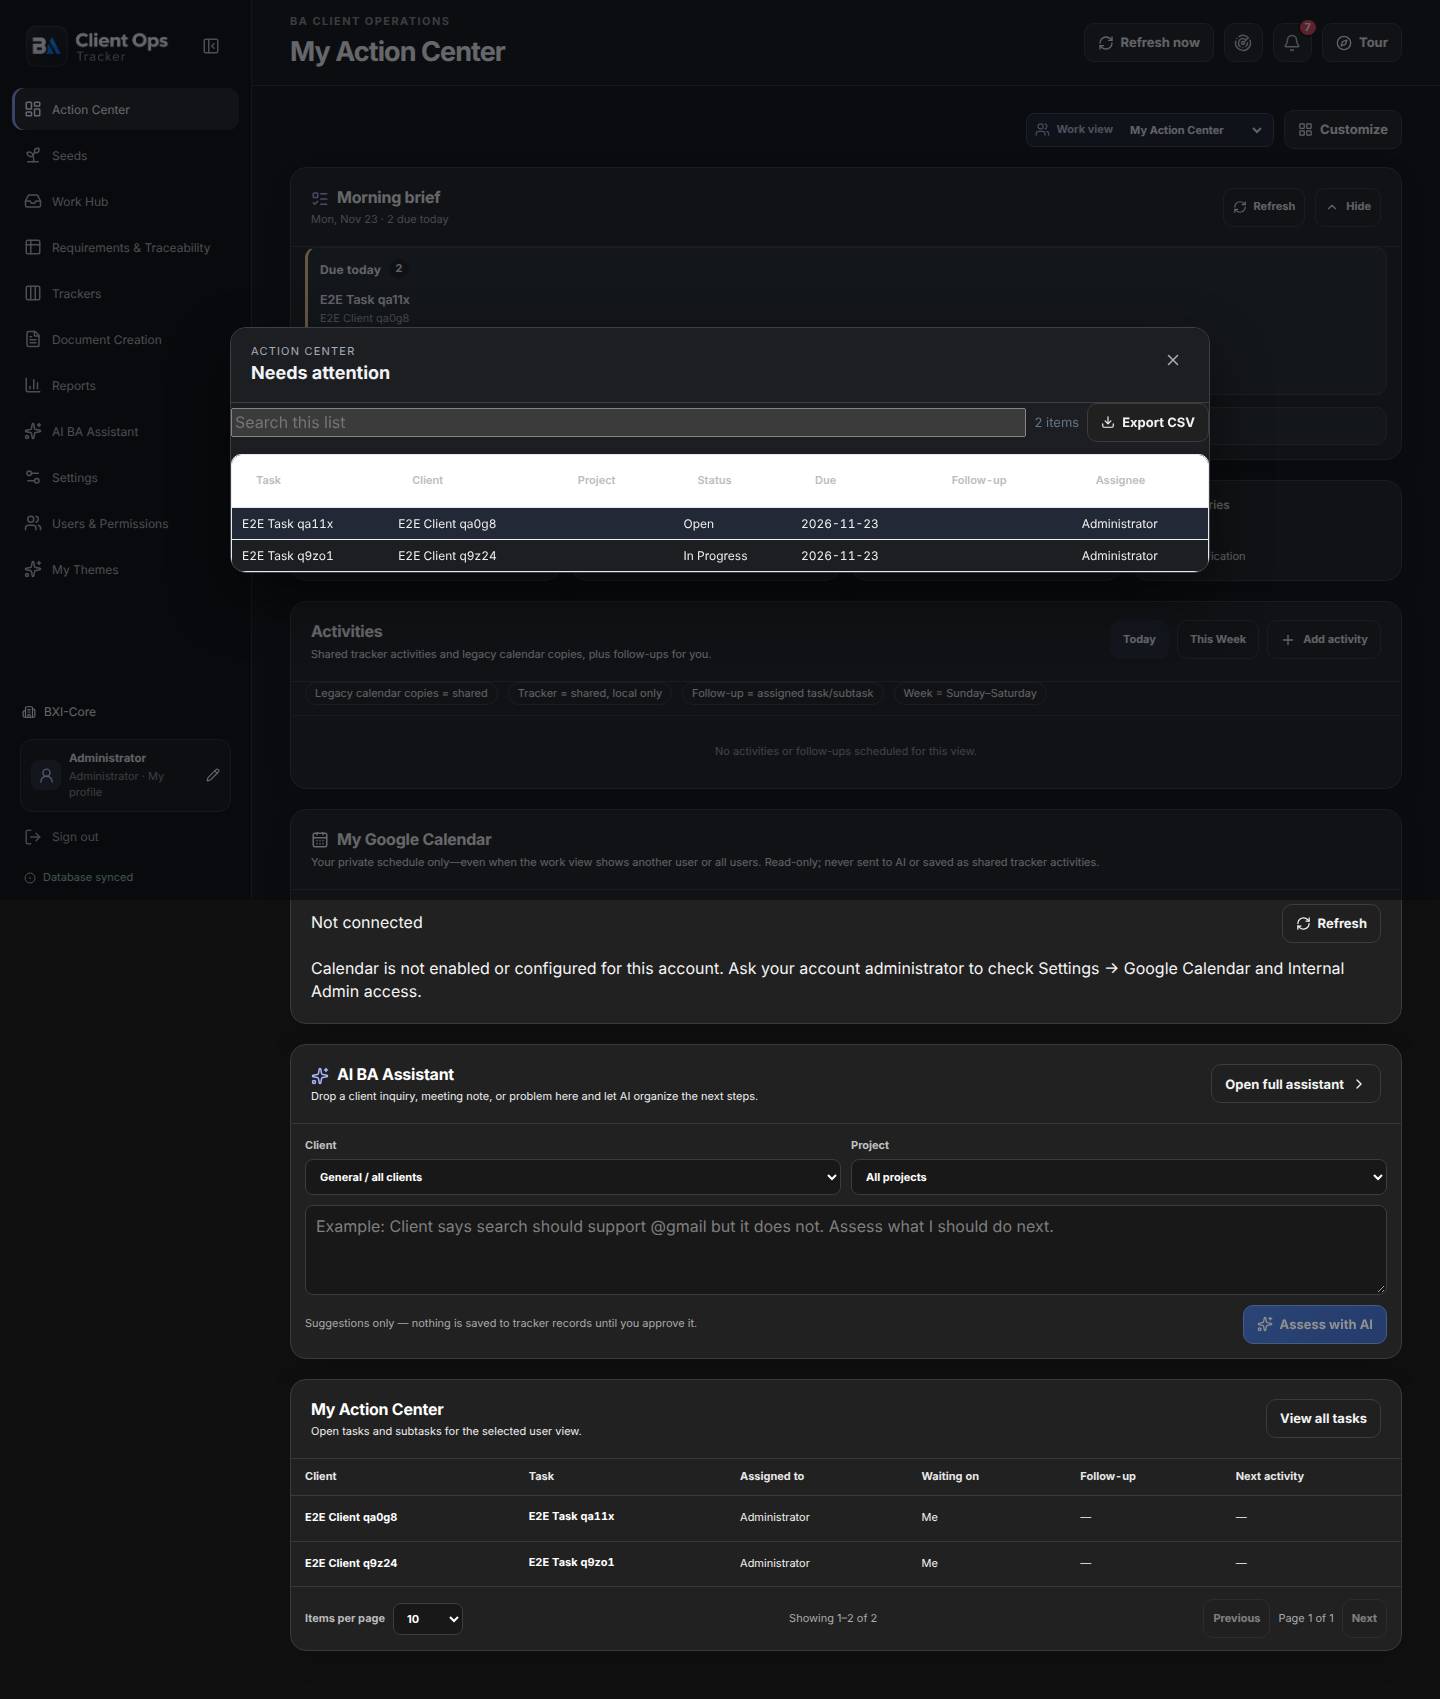 BA Client Ops
Tracker
BA CLIENT OPERATIONS
My Action Center
Refresh now
7
Tour
Action Center
Seeds
Work Hub
Requirements & Traceability
Trackers
Document Creation
Reports
AI BA Assistant
Settings
Users & Permissions
My Themes
BXI-Core
Administrator
Administrator · My
profile
Sign out
Database synced
Work view My Action Center
Customize
Morning brief
Mon, Nov 23 · 2 due today
Refresh
Hide
Due today 2
E2E Task qa11x
E2E Client qa0g8
ACTION CENTER
Needs attention
Search this list
2 items
Export CSV
Task Client Project Status Due Follow-up Assignee
E2E Task qa11x E2E Client qa0g8 Open 2026-11-23 Administrator
E2E Task q9zo1 E2E Client q9z24 In Progress 2026-11-23 Administrator
Activities
Shared tracker activities and legacy calendar copies, plus follow-ups for you.
Today
This Week
Add activity
Legacy calendar copies = shared
Tracker = shared, local only
Follow-up = assigned task/subtask
Week = Sunday–Saturday
No activities or follow-ups scheduled for this view.
My Google Calendar
Your private schedule only—even when the work view shows another user or all users. Read-only; never sent to AI or saved as shared tracker activities.
Not connected
Refresh
Calendar is not enabled or configured for this account. Ask your account administrator to check Settings → Google Calendar and Internal
Admin access.
AI BA Assistant
Drop a client inquiry, meeting note, or problem here and let AI organize the next steps.
Open full assistant
Client
Project
General / all clients
All projects
Example: Client says search should support @gmail but it does not. Assess what I should do next.
Suggestions only — nothing is saved to tracker records until you approve it.
Assess with AI
My Action Center
Open tasks and subtasks for the selected user view.
View all tasks
Client Task Assigned to Waiting on Follow-up Next activity
E2E Client qa0g8 E2E Task qa11x Administrator Me — —
E2E Client q9z24 E2E Task q9zo1 Administrator Me — —
Items per page 10
Showing 1–2 of 2
Previous
Page 1 of 1
Next